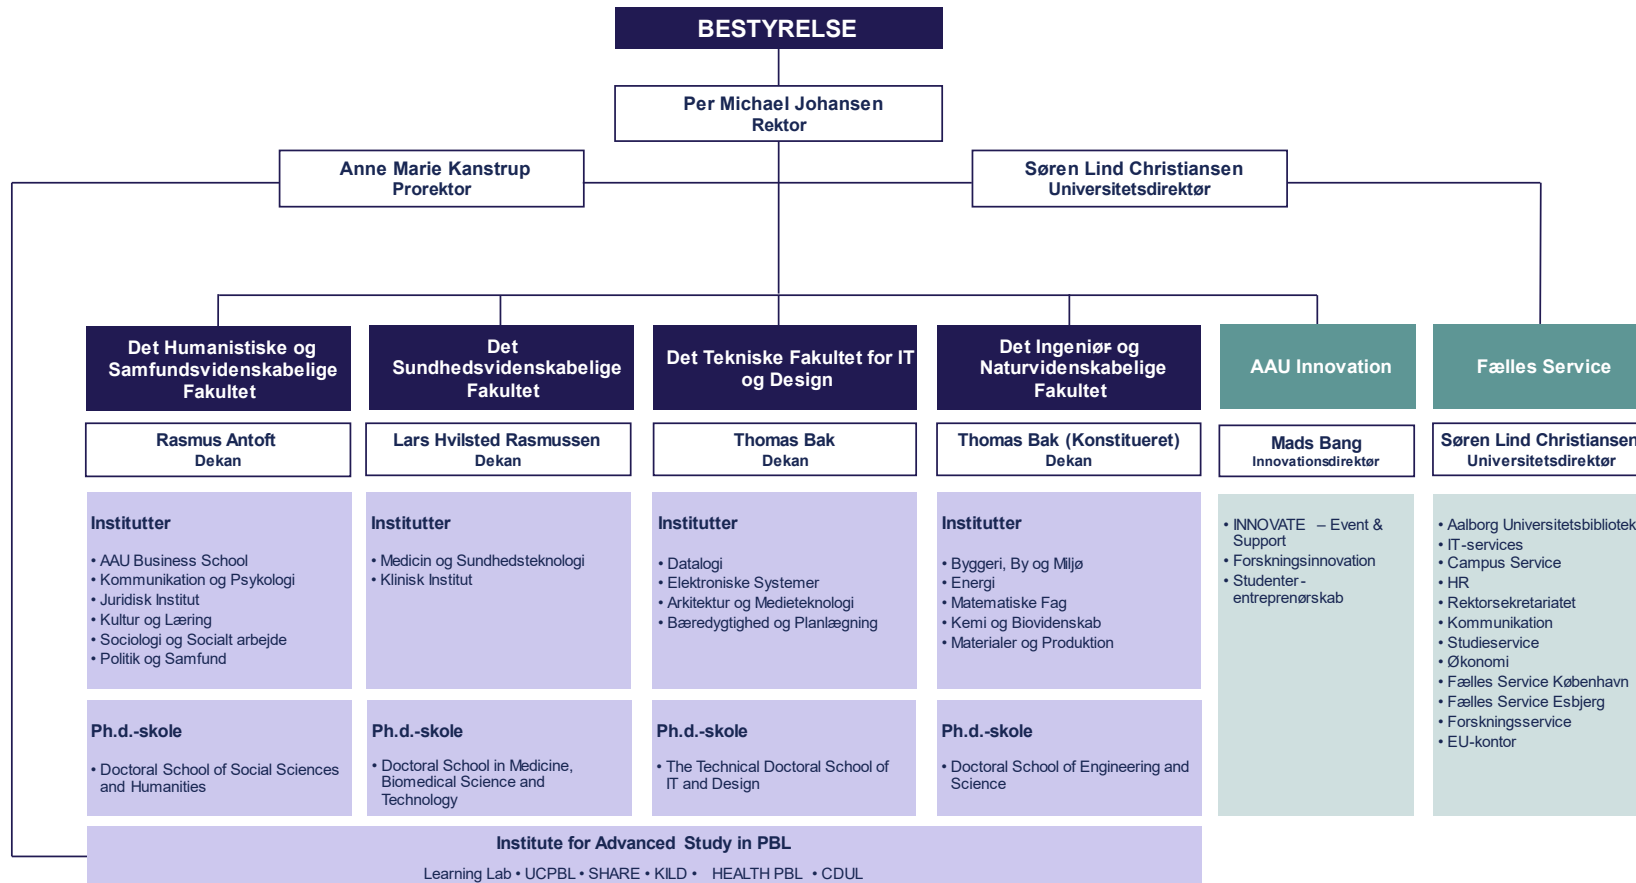 BESTYRELSE
Per Michael Johansen
Rektor
Anne Marie Kanstrup
Prorektor
Søren Lind Christiansen
Universitetsdirektør
Det Humanistiske og
Samfundsvidenskabelige
Fakultet
Rasmus Antoft
Dekan
Institutter
• AAU Business School
• Kommunikation og Psykologi
• Juridisk Institut
• Kultur og Læring
• Sociologi og Socialt arbejde
• Politik og Samfund
Ph.d.-skole
• Doctoral School of Social Sciences
and Humanities
Det
Sundhedsvidenskabelige
Fakultet
Lars Hvilsted Rasmussen
Dekan
Institutter
• Medicin og Sundhedsteknologi
• Klinisk Institut
Ph.d.-skole
• Doctoral School in Medicine,
Biomedical Science and
Technology
Det Tekniske Fakultet for IT
og Design
Thomas Bak
Dekan
Institutter
• Datalogi
• Elektroniske Systemer
• Arkitektur og Medieteknologi
• Bæredygtighed og Planlægning
Ph.d.-skole
• The Technical Doctoral School of
IT and Design
Det Ingeniør- og
Naturvidenskabelige
Fakultet
Thomas Bak (Konstitueret)
Dekan
Institutter
• Byggeri, By og Miljø
• Energi
• Matematiske Fag
• Kemi og Biovidenskab
• Materialer og Produktion
Ph.d.-skole
• Doctoral School of Engineering and
Science
AAU Innovation
Mads Bang
Innovationsdirektør
• INNOVATE – Event &
Support
• Forskningsinnovation
• Studenter-
entreprenørskab
Fælles Service
Søren Lind Christiansen
Universitetsdirektør
• Aalborg Universitetsbibliotek
• IT-services
• Campus Service
• HR
• Rektorsekretariatet
• Kommunikation
• Studieservice
• Økonomi
• Fælles Service København
• Fælles Service Esbjerg
• Forskningsservice
• EU-kontor
Institute for Advanced Study in PBL
Learning Lab • UCPBL • SHARE • KILD • HEALTH PBL • CDUL